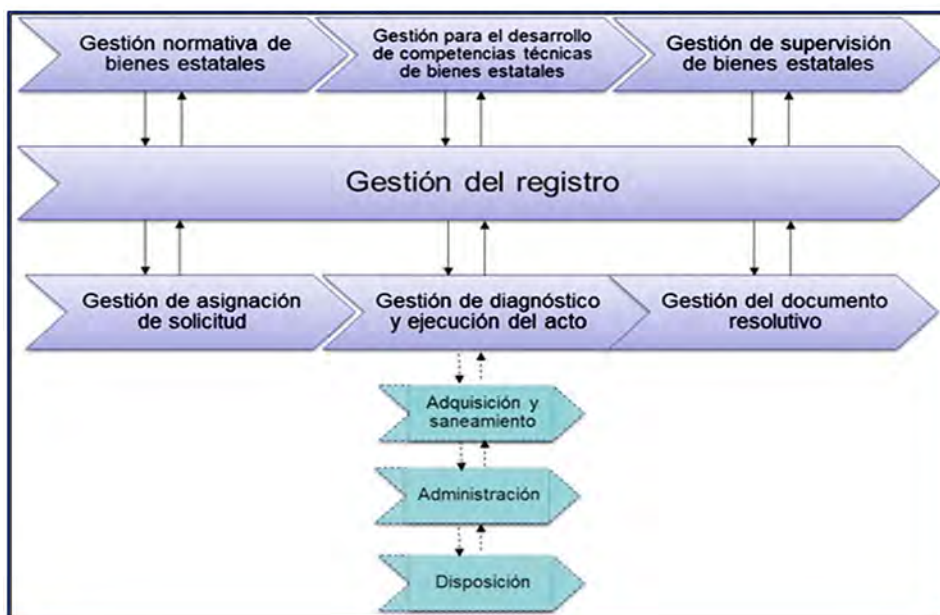 Gestión normativa de
bienes estatales
Gestión para el desarrollo
de competencias técnicas
de bienes estatales
Gestión de supervisión
de bienes estatales
Gestión del registro
Gestión de asignación
de solicitud
Gestión de diagnóstico
y ejecución del acto
Gestión del documento
resolutivo
Adquisición y
saneamiento
Administración
Disposición